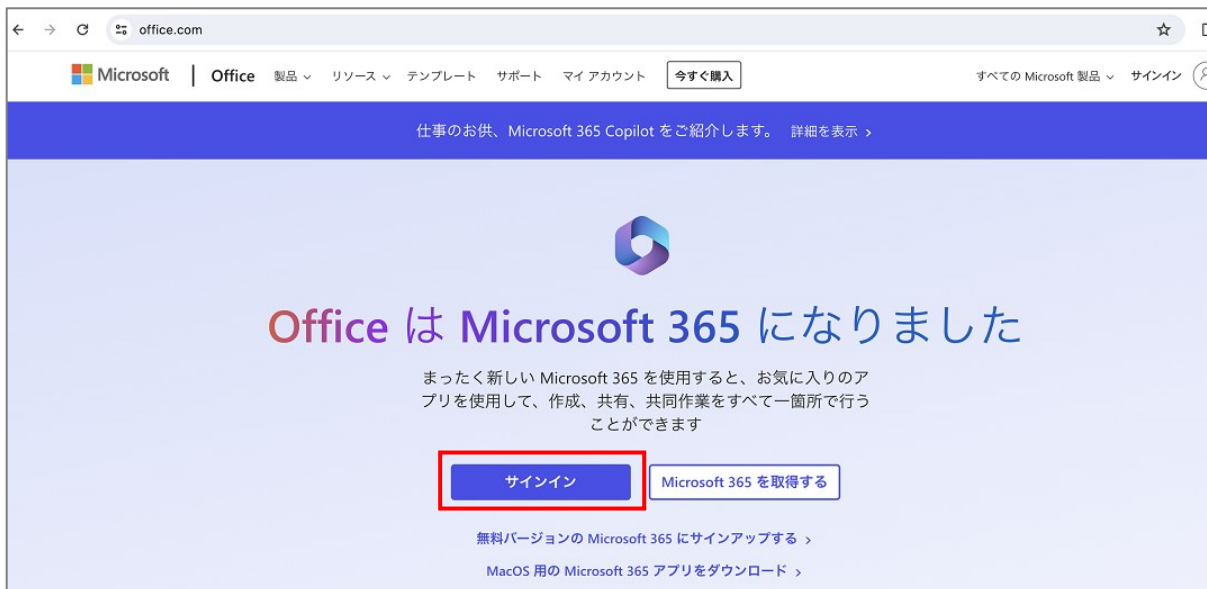 office.com
Microsoft | Office 製品 リソース テンプレート サポート マイ アカウント 今すぐ購入 すべての Microsoft 製品 サインイン
仕事のお供、Microsoft 365 Copilot をご紹介します。 詳細を表示 >
Office は Microsoft 365 になりました
まったく新しい Microsoft 365 を使用すると、お気に入りのア
プリを使用して、作成、共有、共同作業をすべて一箇所で行う
ことができます
サインイン Microsoft 365 を取得する
無料バージョンの Microsoft 365 にサインアップする >
MacOS 用の Microsoft 365 アプリをダウンロード >